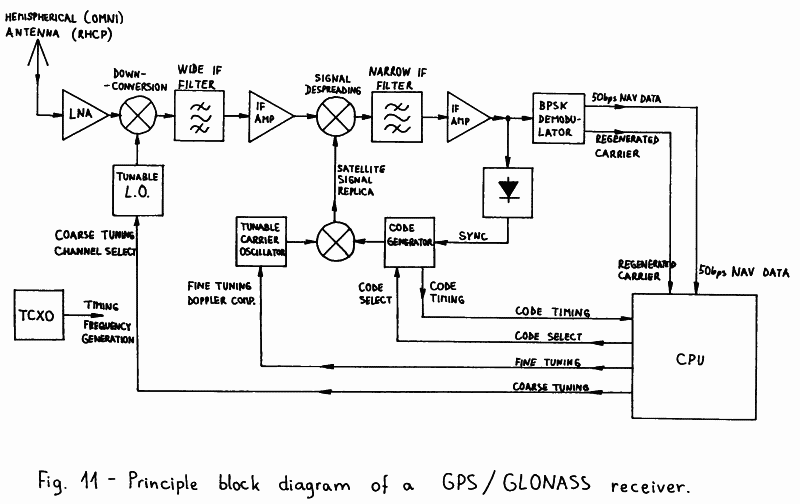 HEMISPHERICAL (OMNI)
ANTENNA (RHCP)
LNA
DOWN-
-CONVERSION
WIDE IF
FILTER
IF
AMP
SIGNAL
DESPREADING
NARROW IF
FILTER
IF
AMP
BPSK
DEMODU-
LATOR
50bps NAV DATA
REGENERATED
CARRIER
TUNABLE
L.O.
SATELLITE
SIGNAL
REPLICA
COARSE TUNING
CHANNEL SELECT
TUNABLE
CARRIER
OSCILLATOR
CODE
GENERATOR
SYNC
FINE TUNING
DOPPLER COMP.
CODE
SELECT
CODE
TIMING
REGENERATED
CARRIER
50bps NAV DATA
TCXO
TIMING
FREQUENCY
GENERATION
CODE TIMING
CODE SELECT
FINE TUNING
COARSE TUNING
CPU
Fig. 11 - Principle block diagram of a GPS/GLONASS receiver.